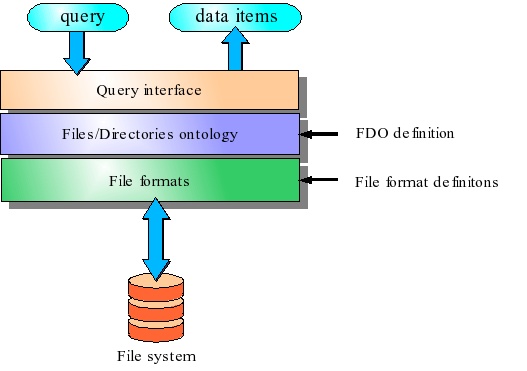 query
data items
Query interface
Files/Directories ontology
FDO definition
File formats
File format definitons
File system